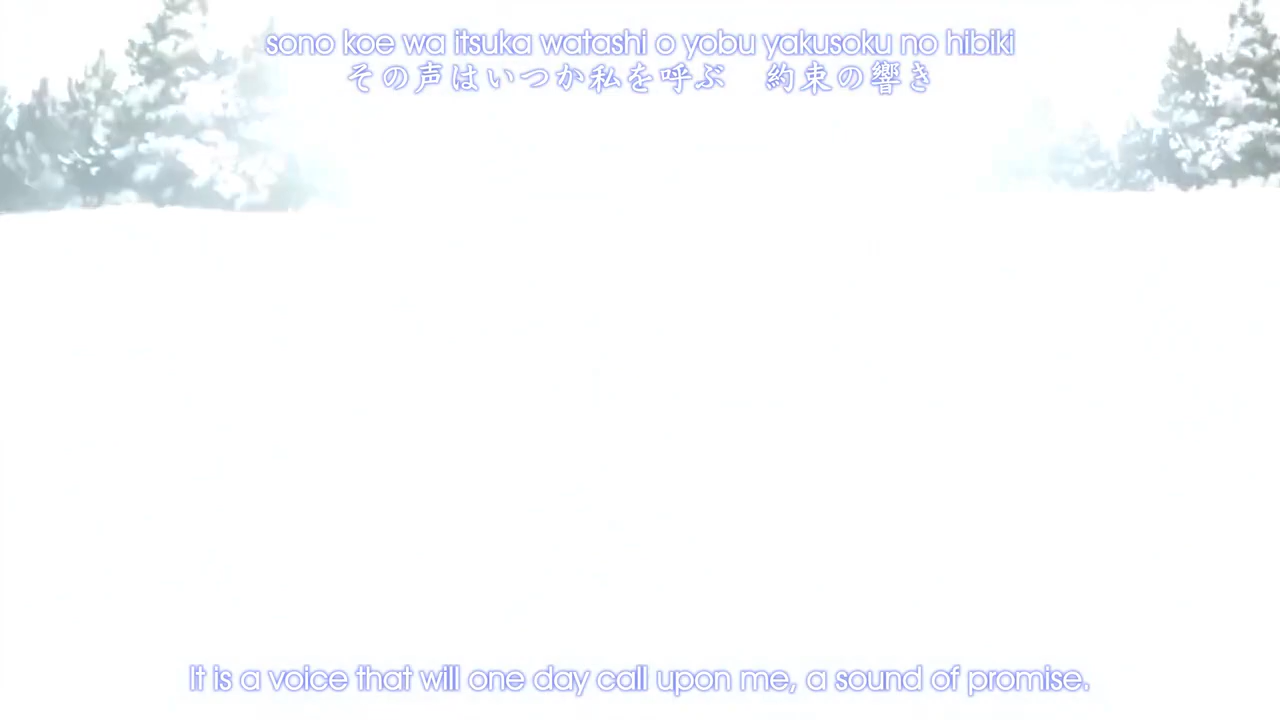 sono koe wa itsuka watashi o yobu yakusoku no hibiki
その声はいつか私を呼ぶ　約束の響き
It is a voice that will one day call upon me, a sound of promise.